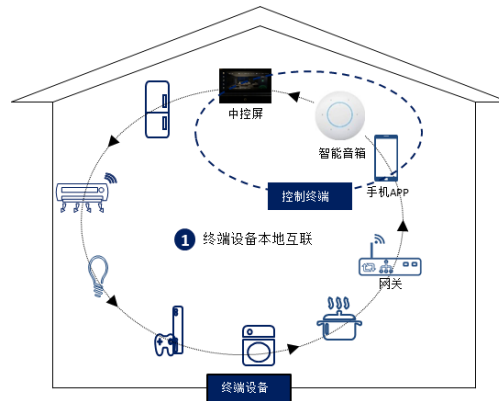 中控屏
智能音箱
手机APP
控制终端
1 终端设备本地互联
网关
终端设备